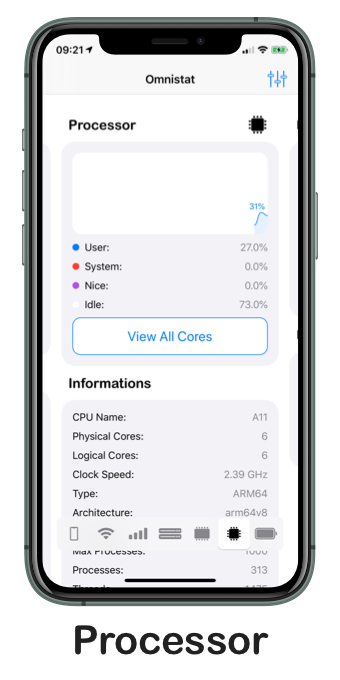 09:21
Omnistat
Processor
31%
User: 27.0%
System: 0.0%
Nice: 0.0%
Idle: 73.0%
View All Cores
Informations
CPU Name: A11
Physical Cores: 6
Logical Cores: 6
Clock Speed: 2.39 GHz
Type: ARM64
Architecture: arm64v8
Max Processes: 1000
Processes: 313
Processor